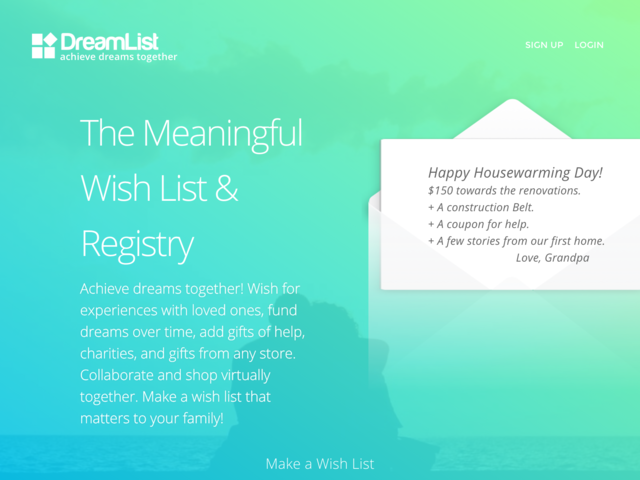 DreamList
achieve dreams together
SIGN UP LOGIN
The Meaningful
Wish List &
Registry
Achieve dreams together! Wish for
experiences with loved ones, fund
dreams over time, add gifts of help,
charities, and gifts from any store.
Collaborate and shop virtually
together. Make a wish list that
matters to your family!
Happy Housewarming Day!
$150 towards the renovations.
+ A construction Belt.
+ A coupon for help.
+ A few stories from our first home.
Love, Grandpa
Make a Wish List